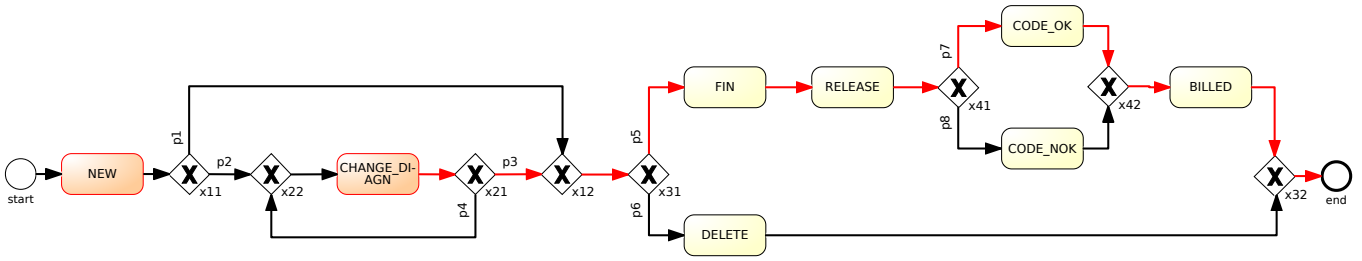 start
NEW
p1
x11
p2
x22
CHANGE_DI-
AGN
x21
p3
p4
x12
x31
p5
p6
FIN
RELEASE
DELETE
x41
p7
p8
CODE_OK
CODE_NOK
x42
BILLED
x32
end